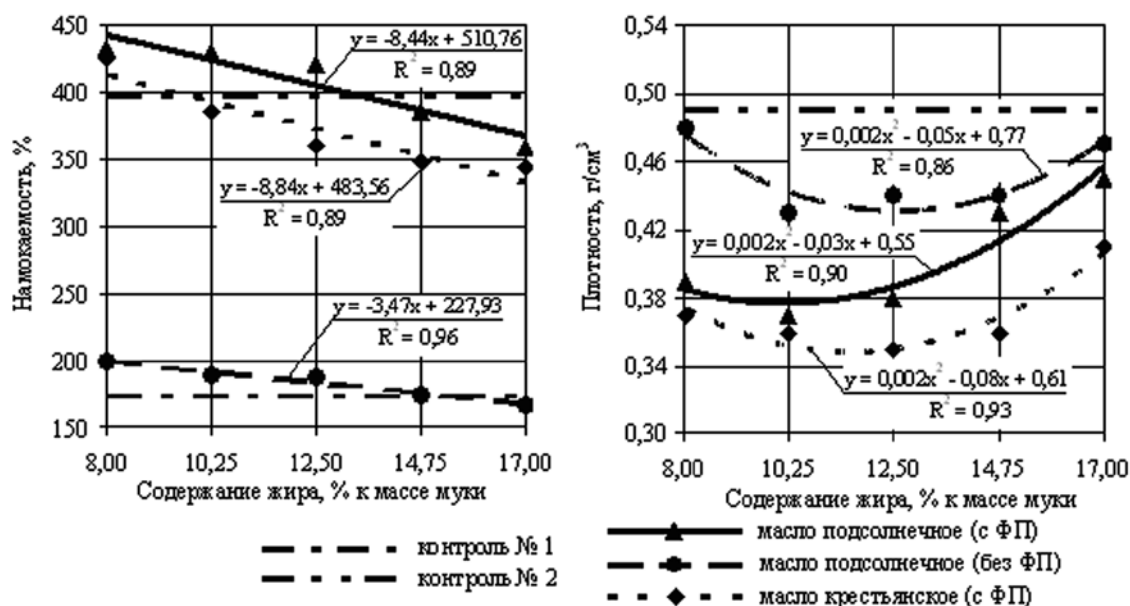 Намокаемость, %
450
400
350
300
250
200
150
y = -8,44x + 510,76
R² = 0,89
y = -8,84x + 483,56
R² = 0,89
y = -3,47x + 227,93
R² = 0,96
8,00 10,25 12,50 14,75 17,00
Содержание жира, % к массе муки
Плотность, г/см³
0,54
0,50
0,46
0,42
0,38
0,34
0,30
y = 0,002x² - 0,05x + 0,77
R² = 0,86
y = 0,002x² - 0,03x + 0,55
R² = 0,90
y = 0,002x² - 0,08x + 0,61
R² = 0,93
8,00 10,25 12,50 14,75 17,00
Содержание жира, % к массе муки
контроль № 1
контроль № 2
масло подсолнечное (с ФП)
масло подсолнечное (без ФП)
масло крестьянское (с ФП)